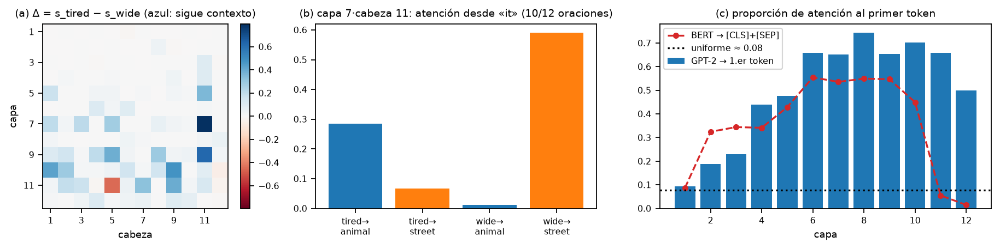 (a) Δ = s_tired − s_wide (azul: sigue contexto)
capa
1
3
5
7
9
11
1
3
5
7
9
11
cabeza
0.6
0.4
0.2
0.0
−0.2
−0.4
−0.6
(b) capa 7·cabeza 11: atención desde «it» (10/12 oraciones)
0.6
0.5
0.4
0.3
0.2
0.1
0.0
tired→
animal
tired→
street
wide→
animal
wide→
street
(c) proporción de atención al primer token
BERT → [CLS]+[SEP]
uniforme ≈ 0.08
GPT-2 → 1.er token
0.7
0.6
0.5
0.4
0.3
0.2
0.1
0.0
2
4
6
8
10
12
capa